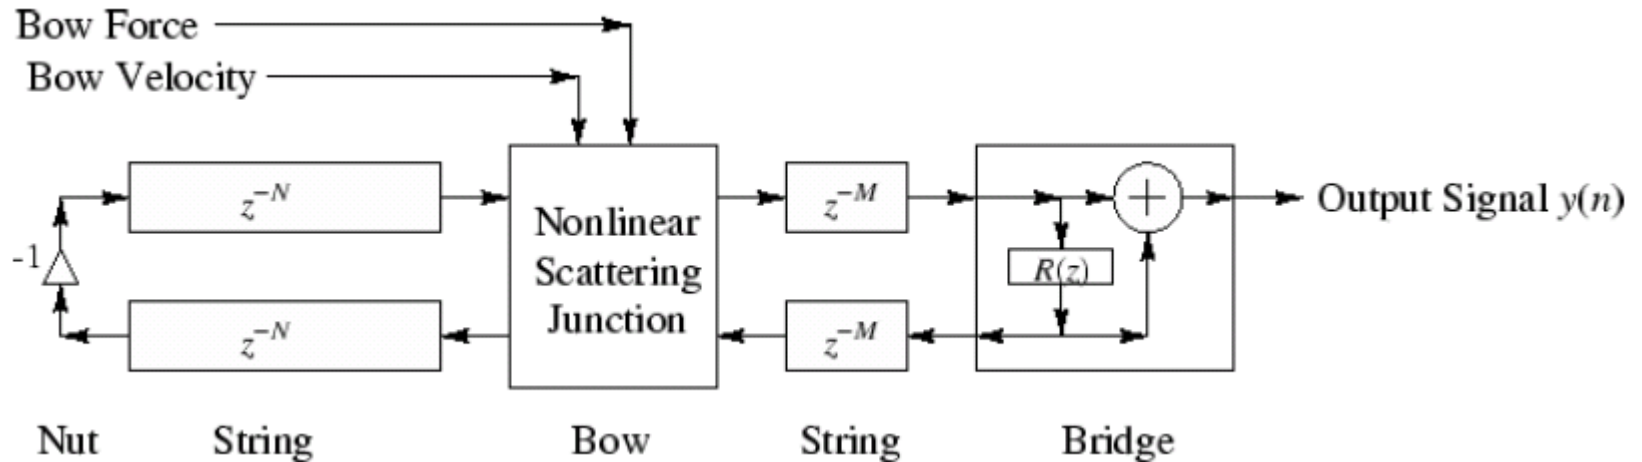 Bow Force
Bow Velocity
z^{-N}
Nonlinear
Scattering
Junction
z^{-M}
+
Output Signal y(n)
-1
R(z)
z^{-N}
z^{-M}
Nut String Bow String Bridge